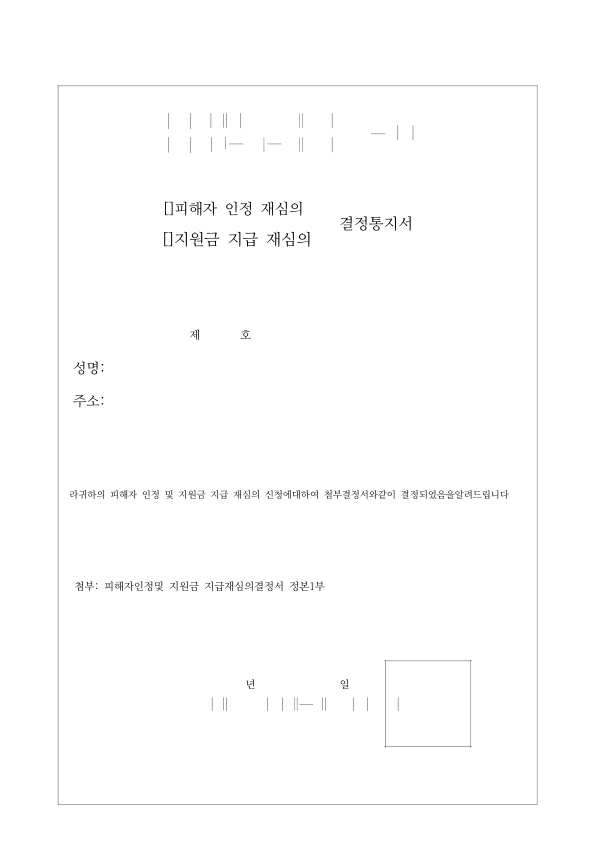 []피해자 인정 재심의
결정통지서
[]지원금 지급 재심의
제 호
성명:
주소:
라귀하의 피해자 인정 및 지원금 지급 재심의 신청에대하여 첨부결정서와같이 결정되었음을알려드립니다
첨부: 피해자인정및 지원금 지급재심의결정서 정본1부
년 일